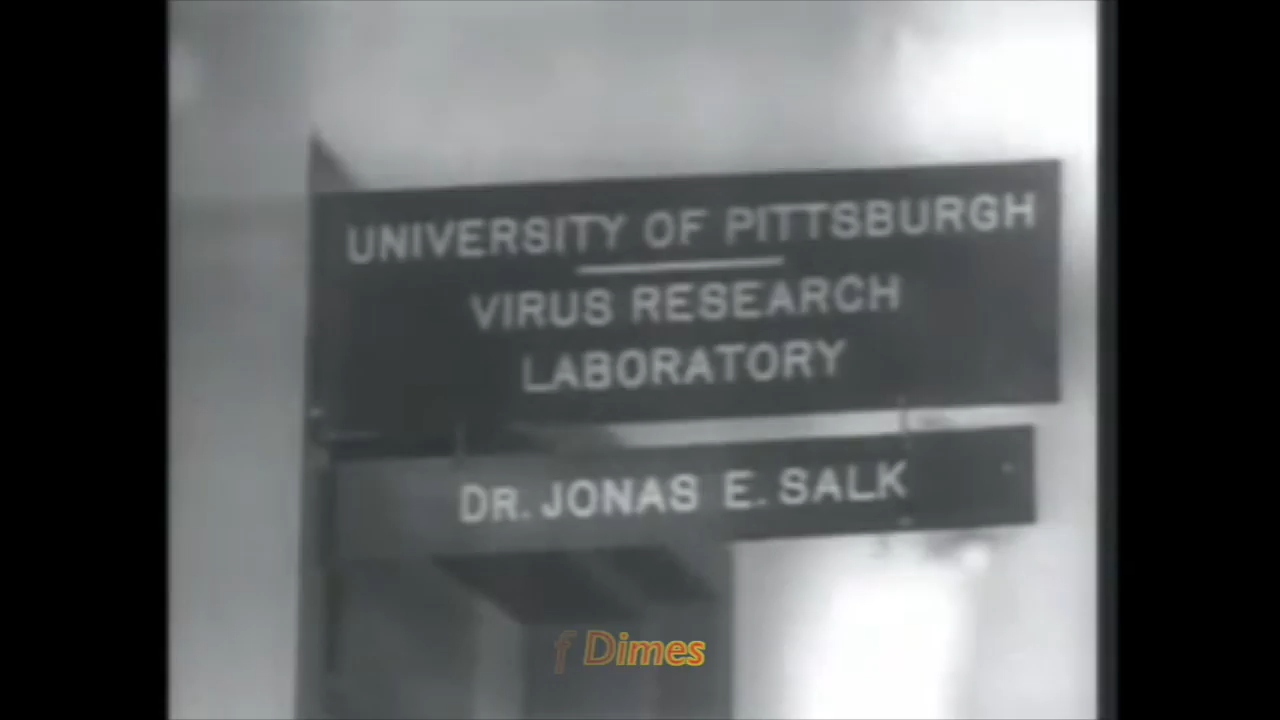 UNIVERSITY OF PITTSBURGH
VIRUS RESEARCH
LABORATORY
DR. JONAS E. SALK
f Dimes